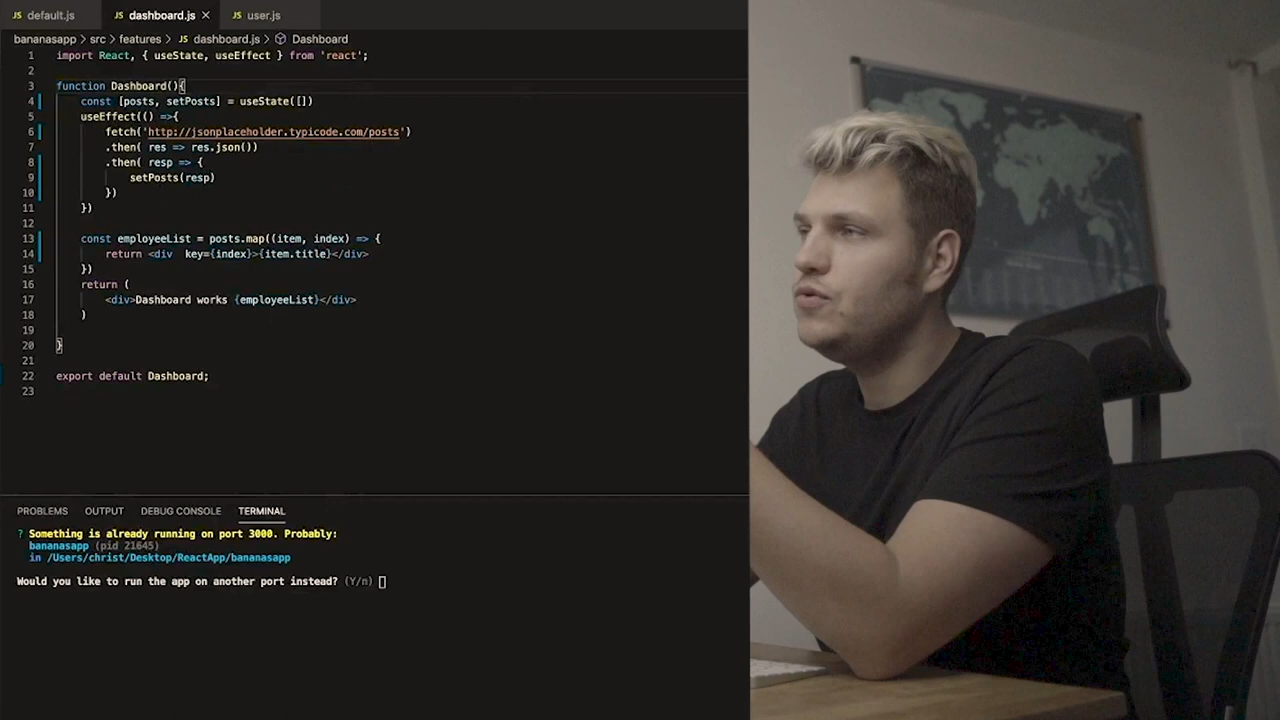 JS default.js JS dashboard.js × JS user.js
bananasapp > src > features > JS dashboard.js > Dashboard
1 import React, { useState, useEffect } from 'react';
2
3 function Dashboard(){
4 const [posts, setPosts] = useState([])
5 useEffect(() =>{
6 fetch('http://jsonplaceholder.typicode.com/posts')
7 .then( res => res.json())
8 .then( resp => {
9 setPosts(resp)
10 })
11 })
12
13 const employeeList = posts.map((item, index) => {
14 return <div  key={index}>{item.title}</div>
15 })
16 return (
17 <div>Dashboard works {employeeList}</div>
18 )
19
20 }
21
22 export default Dashboard;
23
PROBLEMS OUTPUT DEBUG CONSOLE TERMINAL
? Something is already running on port 3000. Probably:
bananasapp (pid 21645)
in /Users/christ/Desktop/ReactApp/bananasapp
Would you like to run the app on another port instead? (Y/n)